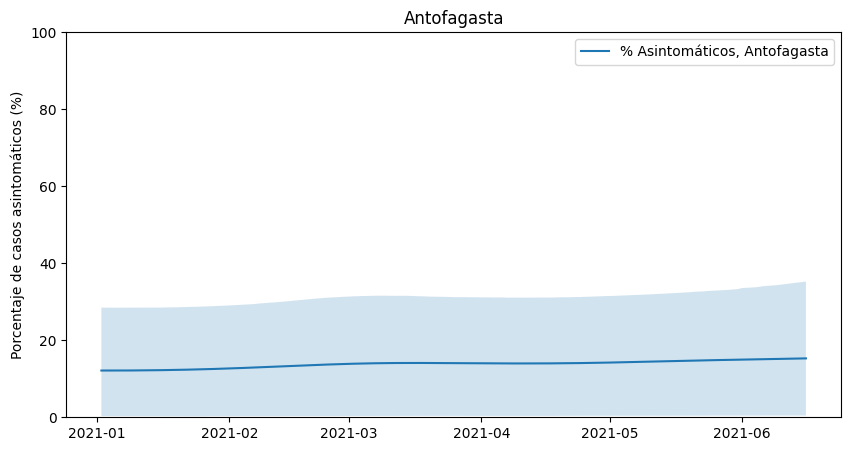 Antofagasta
% Asintomáticos, Antofagasta
Porcentaje de casos asintomáticos (%)
100
80
60
40
20
0
2021-01 2021-02 2021-03 2021-04 2021-05 2021-06